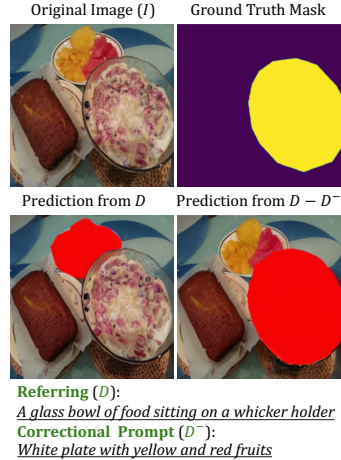 Original Image (I)
Ground Truth Mask
Prediction from D
Prediction from D − D⁻
Referring (D):
A glass bowl of food sitting on a whicker holder
Correctional Prompt (D⁻):
White plate with yellow and red fruits